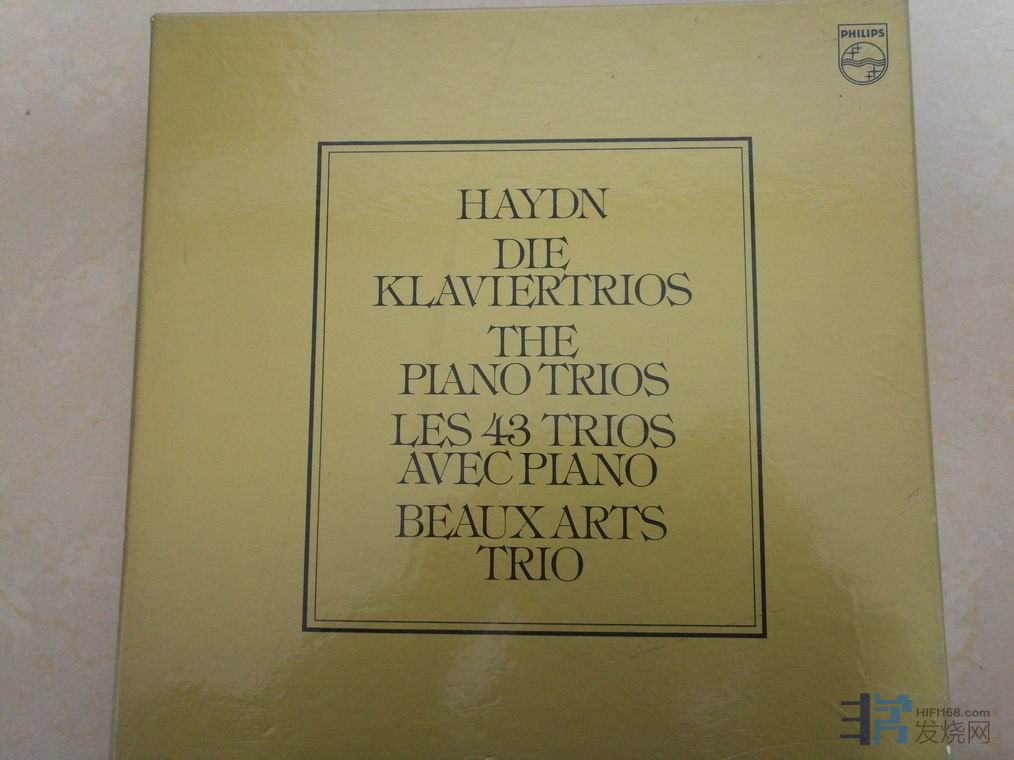 PHILIPS
HAYDN
DIE
KLAVIERTRIOS
THE
PIANO TRIOS
LES 43 TRIOS
AVEC PIANO
BEAUX ARTS
TRIO
HIFI168.com
发烧网